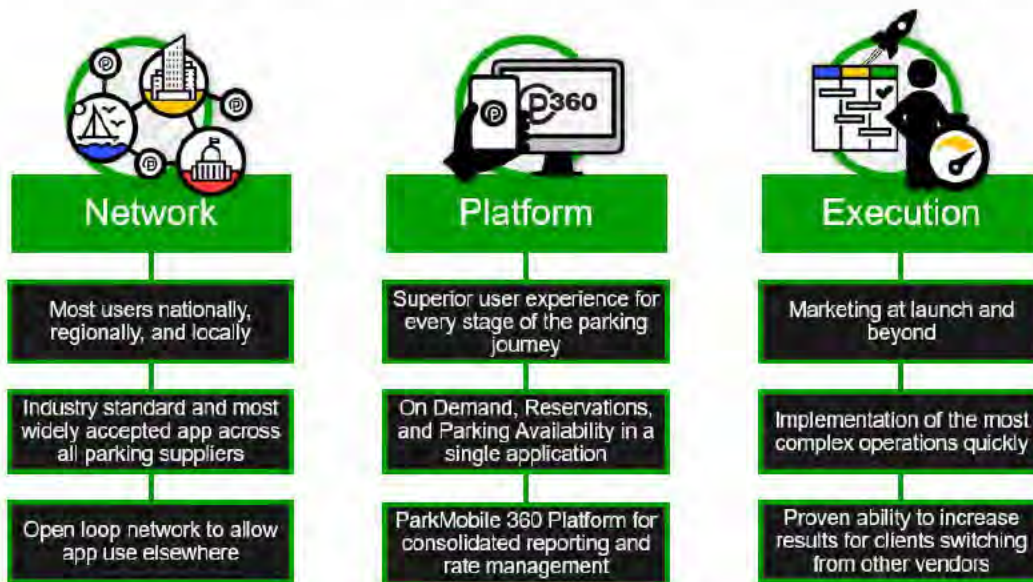 P360
Network
Most users nationally,
regionally, and locally
Industry standard and most
widely accepted app across
all parking suppliers
Open loop network to allow
app use elsewhere
Platform
Superior user experience for
every stage of the parking
journey
On Demand, Reservations,
and Parking Availability in a
single application
ParkMobile 360 Platform for
consolidated reporting and
rate management
Execution
Marketing at launch and
beyond
Implementation of the most
complex operations quickly
Proven ability to increase
results for clients switching
from other vendors